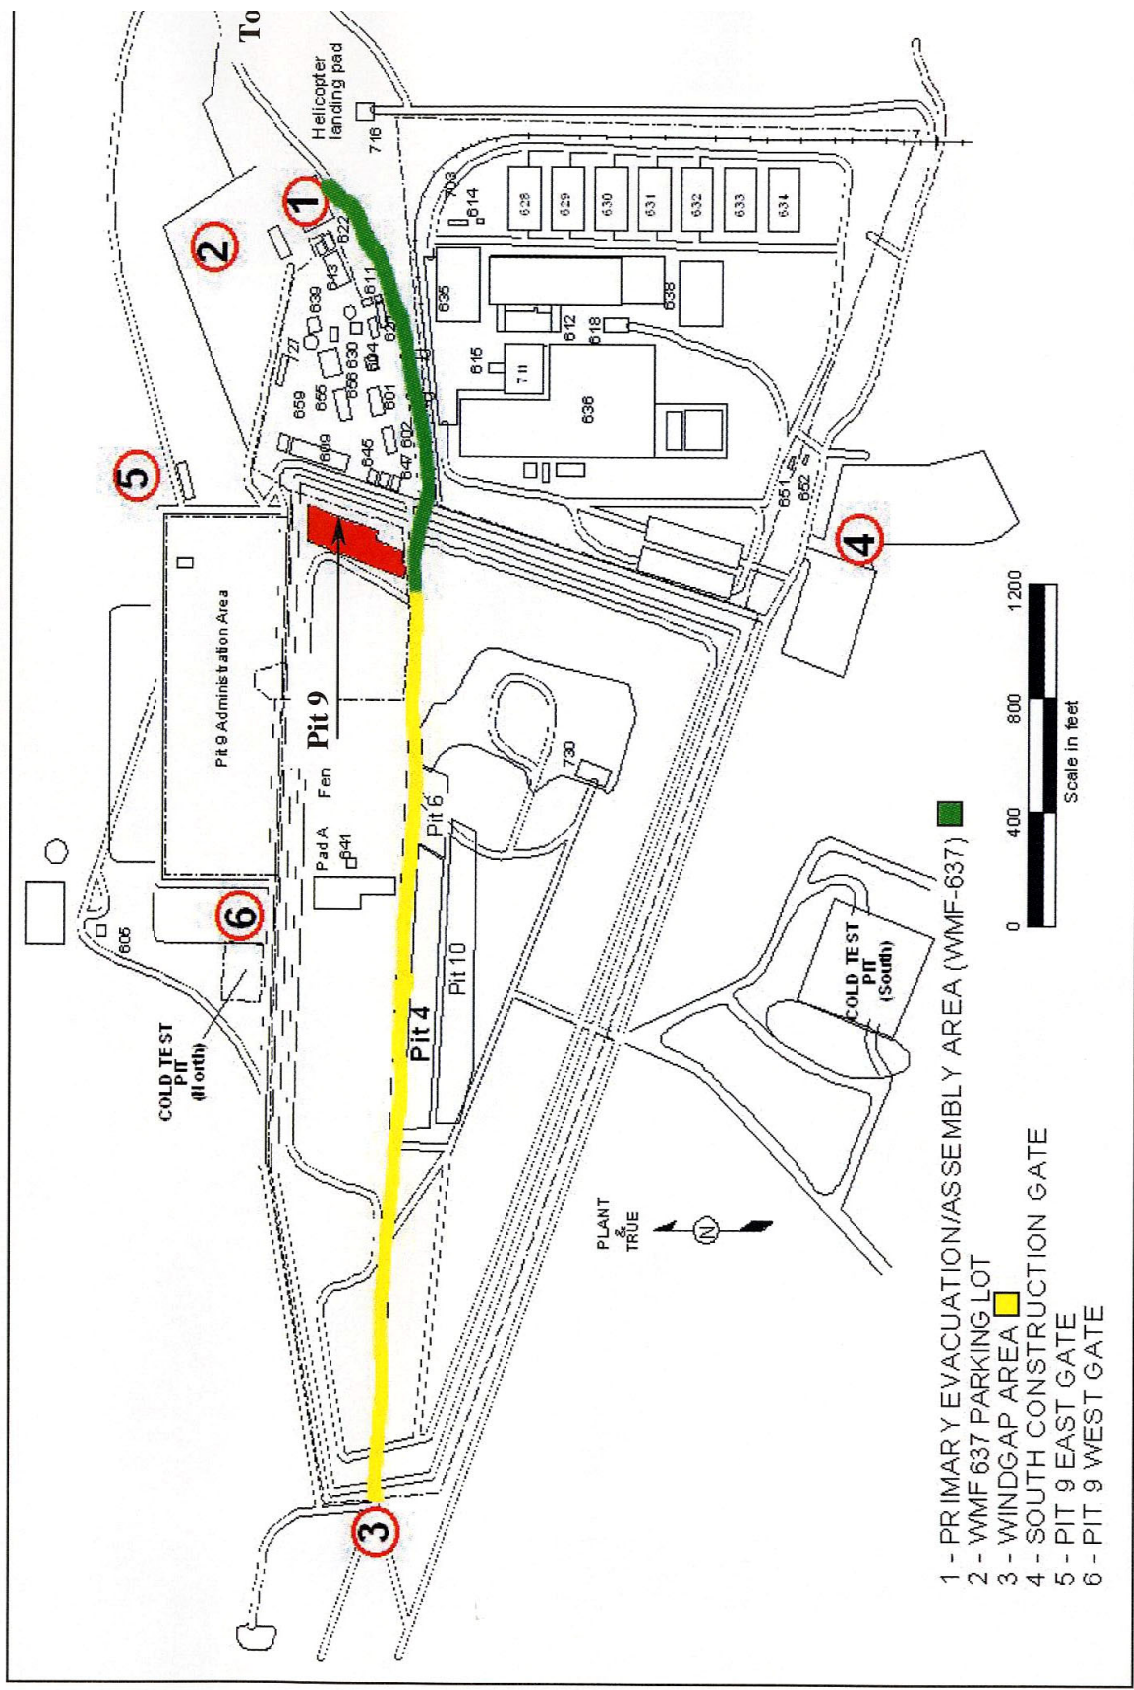 To
Helicopter
landing pad
716
1
2
622
613
611
639
621
727
630
604
656
655
659
601
602
609
645
647
5
703
614
628
629
630
631
632
633
634
635
638
612
618
615
711
636
651
652
4
Pit 9 Administration Area
Pit 9
Fen
Pad A
641
Pit 6
730
6
605
COLD TEST
PIT
(North)
Pit 10
Pit 4
COLD TEST
PIT
(South)
PLANT
&
TRUE
N
3
0 400 800 1200
Scale in feet
1 - PRIMARY EVACUATION/ASSEMBLY AREA (WMF-637)
2 - WMF 637 PARKING LOT
3 - WINDGAP AREA
4 - SOUTH CONSTRUCTION GATE
5 - PIT 9 EAST GATE
6 - PIT 9 WEST GATE